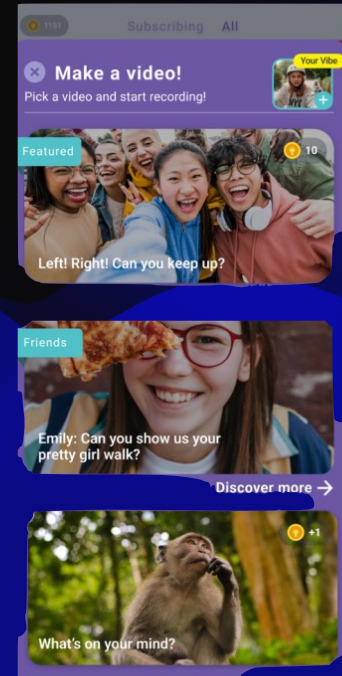 1151
Subscribing All
Your Vibe
Make a video!
Pick a video and start recording!
Featured
10
Left! Right! Can you keep up?
Friends
Emily: Can you show us your
pretty girl walk?
Discover more →
+1
What's on your mind?